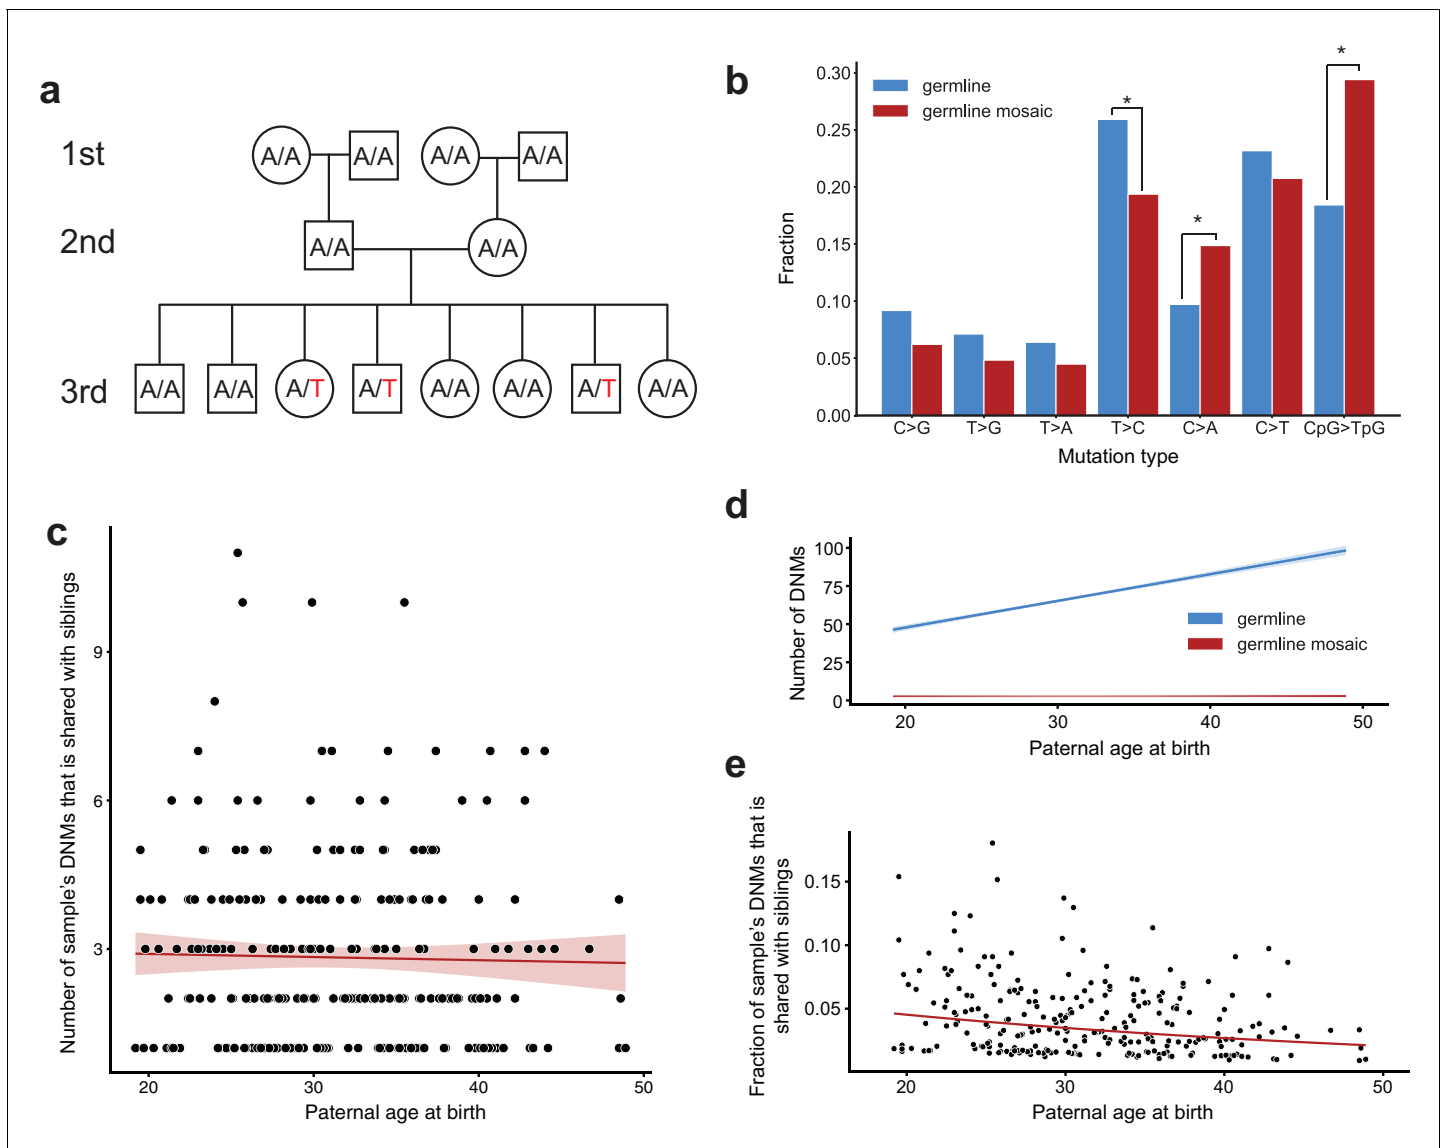 a
1st
A/A A/A A/A A/A
2nd
A/A A/A
3rd
A/A A/A A/T A/T A/A A/A A/T A/A
b
germline
germline mosaic
* * *
Fraction
0.30
0.25
0.20
0.15
0.10
0.05
0.00
C>G T>G T>A T>C C>A C>T CpG>TpG
Mutation type
c
Number of sample's DNMs that is shared with siblings
9
6
3
20 30 40 50
Paternal age at birth
d
Number of DNMs
100
75
50
25
0
germline
germline mosaic
20 30 40 50
Paternal age at birth
e
Fraction of sample's DNMs that is
shared with siblings
0.15
0.10
0.05
20 30 40 50
Paternal age at birth